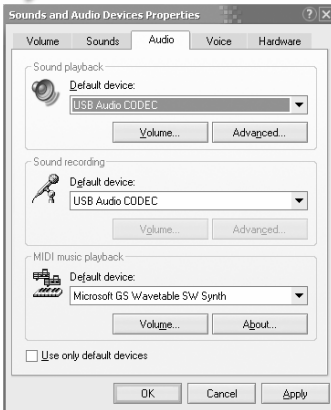 Sounds and Audio Devices Properties
Volume Sounds Audio Voice Hardware
Sound playback
Default device:
USB Audio CODEC
Volume... Advanced...
Sound recording
Default device:
USB Audio CODEC
Volume... Advanced...
MIDI music playback
Default device:
Microsoft GS Wavetable SW Synth
Volume... About...
Use only default devices
OK Cancel Apply